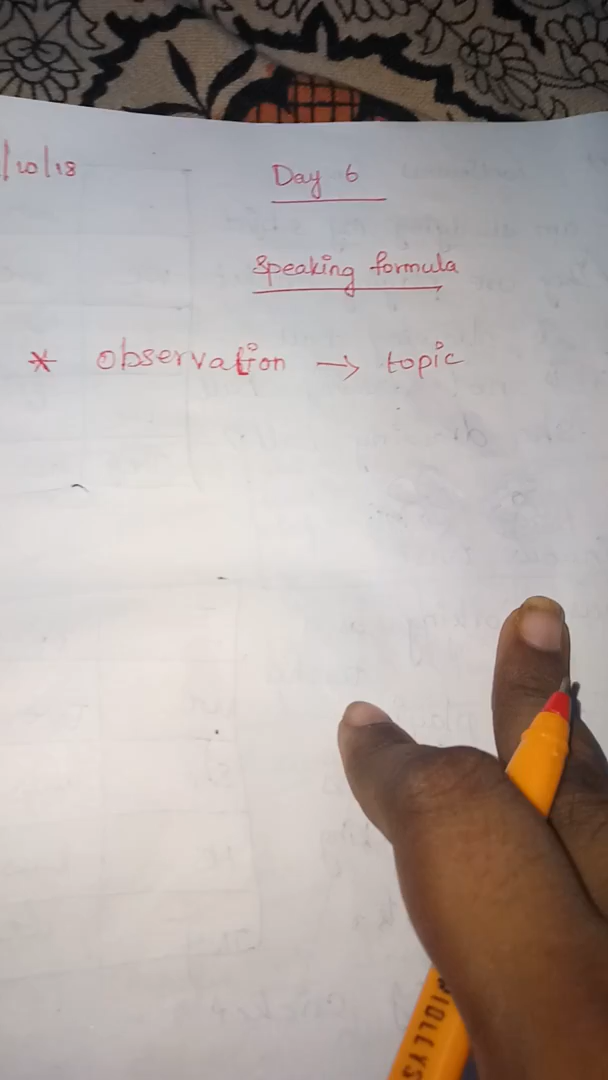 /10/18
Day 6
Speaking formula
* observation → topic